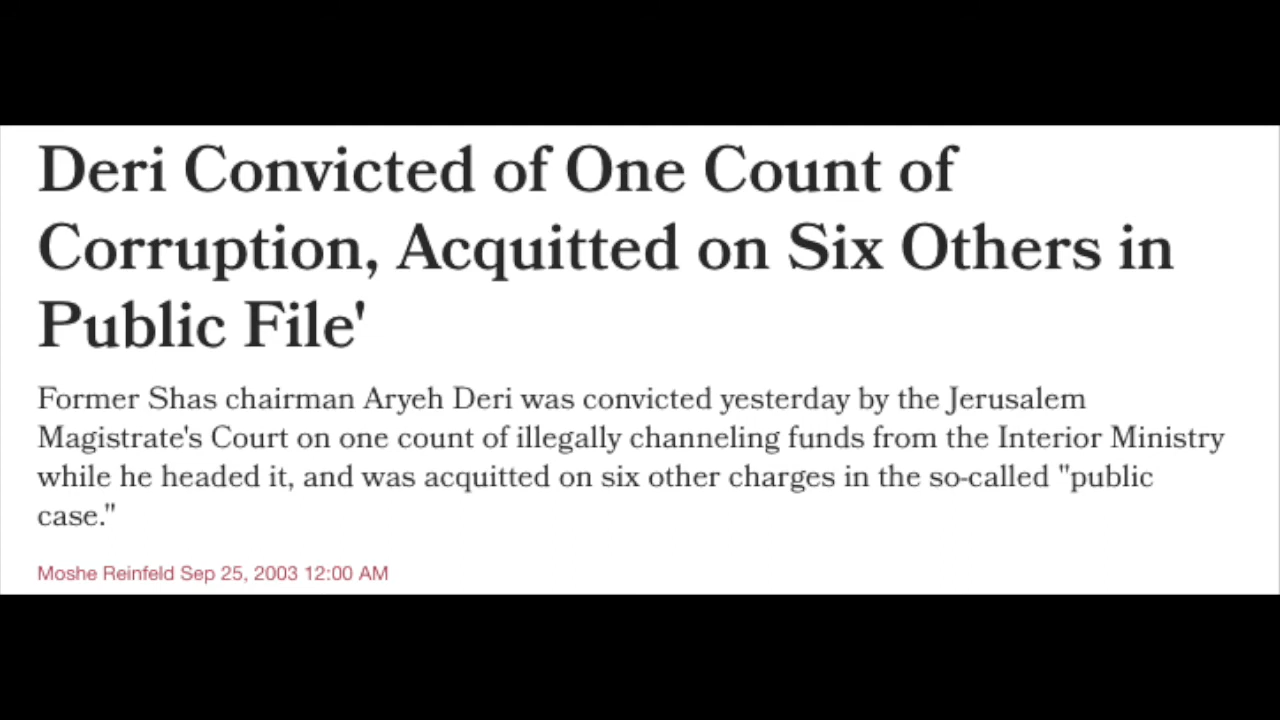 Deri Convicted of One Count of
Corruption, Acquitted on Six Others in
Public File'
Former Shas chairman Aryeh Deri was convicted yesterday by the Jerusalem
Magistrate's Court on one count of illegally channeling funds from the Interior Ministry
while he headed it, and was acquitted on six other charges in the so-called "public
case."
Moshe Reinfeld Sep 25, 2003 12:00 AM